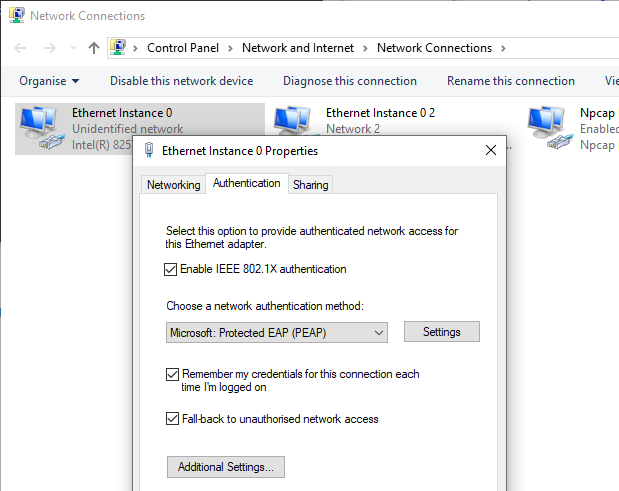 Network Connections
Control Panel > Network and Internet > Network Connections >
Organise Disable this network device Diagnose this connection Rename this connection
Ethernet Instance 0
Unidentified network
Intel(R) 825
Ethernet Instance 0 2
Network 2
Npcap
Enabled
Npcap
Ethernet Instance 0 Properties
Networking Authentication Sharing
Select this option to provide authenticated network access for
this Ethernet adapter.
Enable IEEE 802.1X authentication
Choose a network authentication method:
Microsoft: Protected EAP (PEAP) Settings
Remember my credentials for this connection each
time I'm logged on
Fall-back to unauthorised network access
Additional Settings...